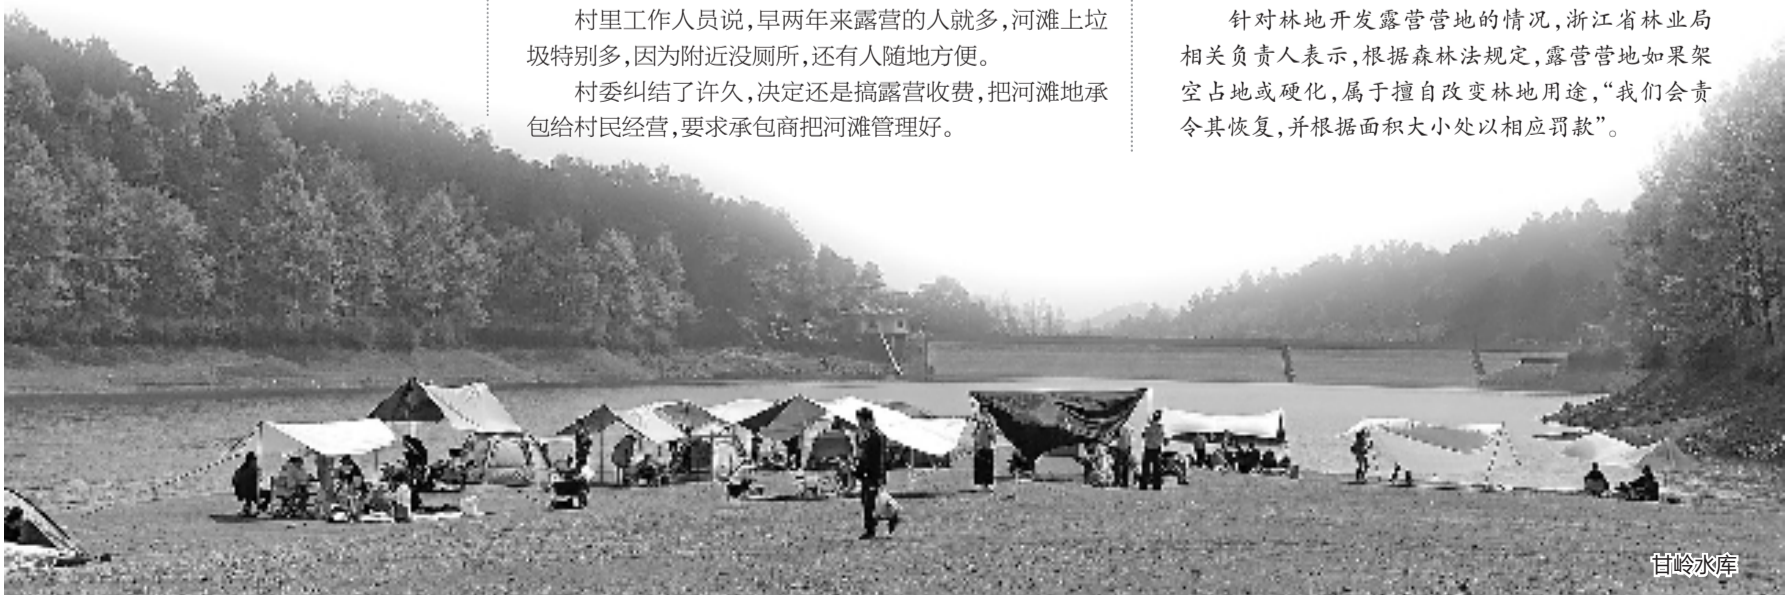 村里工作人员说,早两年来露营的人就多,河滩上垃
圾特别多,因为附近没厕所,还有人随地方便。
村委纠结了许久,决定还是搞露营收费,把河滩地承
包给村民经营,要求承包商把河滩管理好。
针对林地开发露营营地的情况,浙江省林业局
相关负责人表示,根据森林法规定,露营营地如果架
空占地或硬化,属于擅自改变林地用途,“我们会责
令其恢复,并根据面积大小处以相应罚款”。
甘岭水库